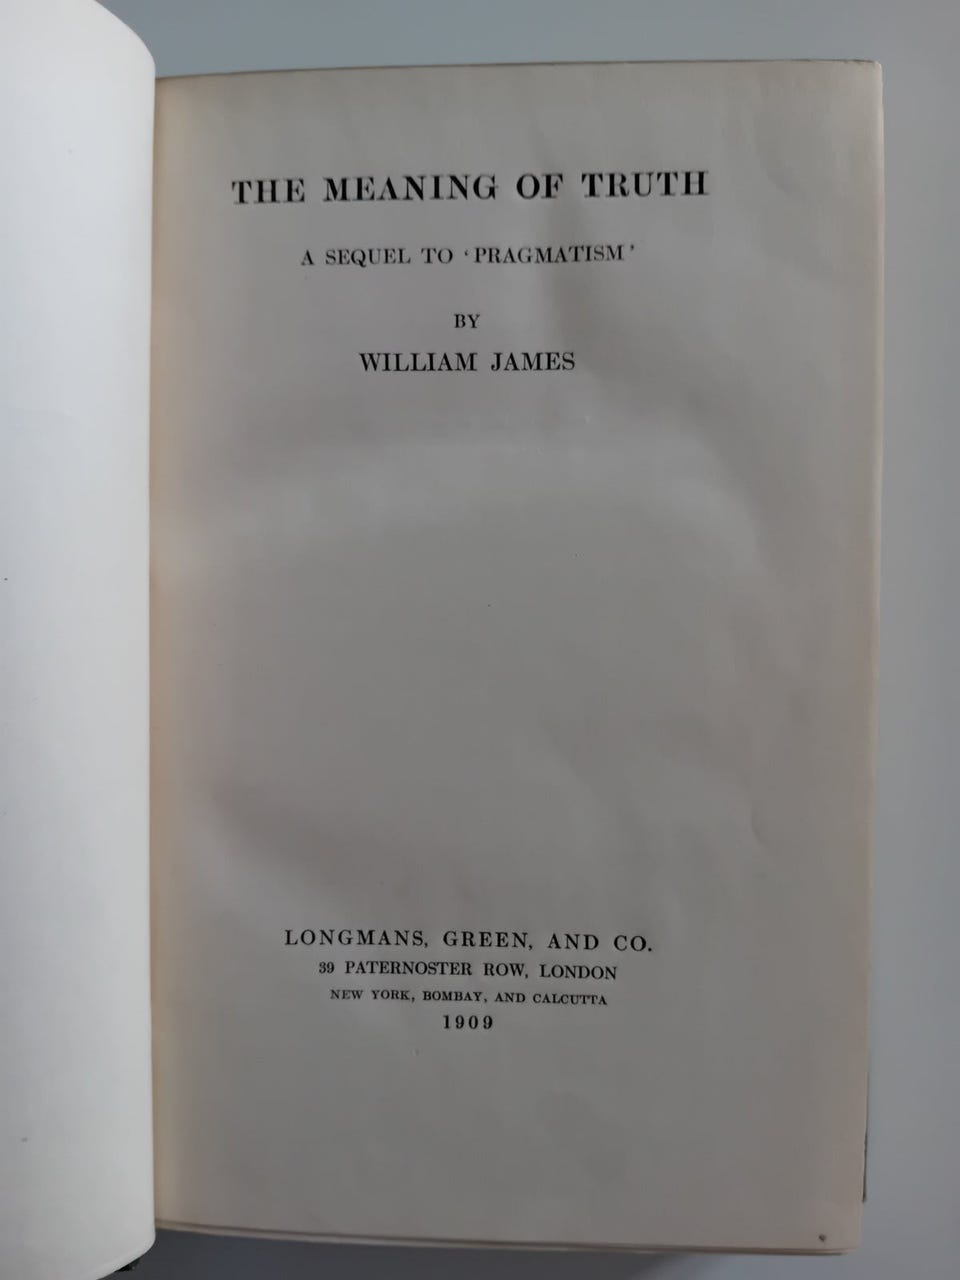 THE MEANING OF TRUTH
A SEQUEL TO ‘PRAGMATISM’
BY
WILLIAM JAMES
LONGMANS, GREEN, AND CO.
39 PATERNOSTER ROW, LONDON
NEW YORK, BOMBAY, AND CALCUTTA
1909